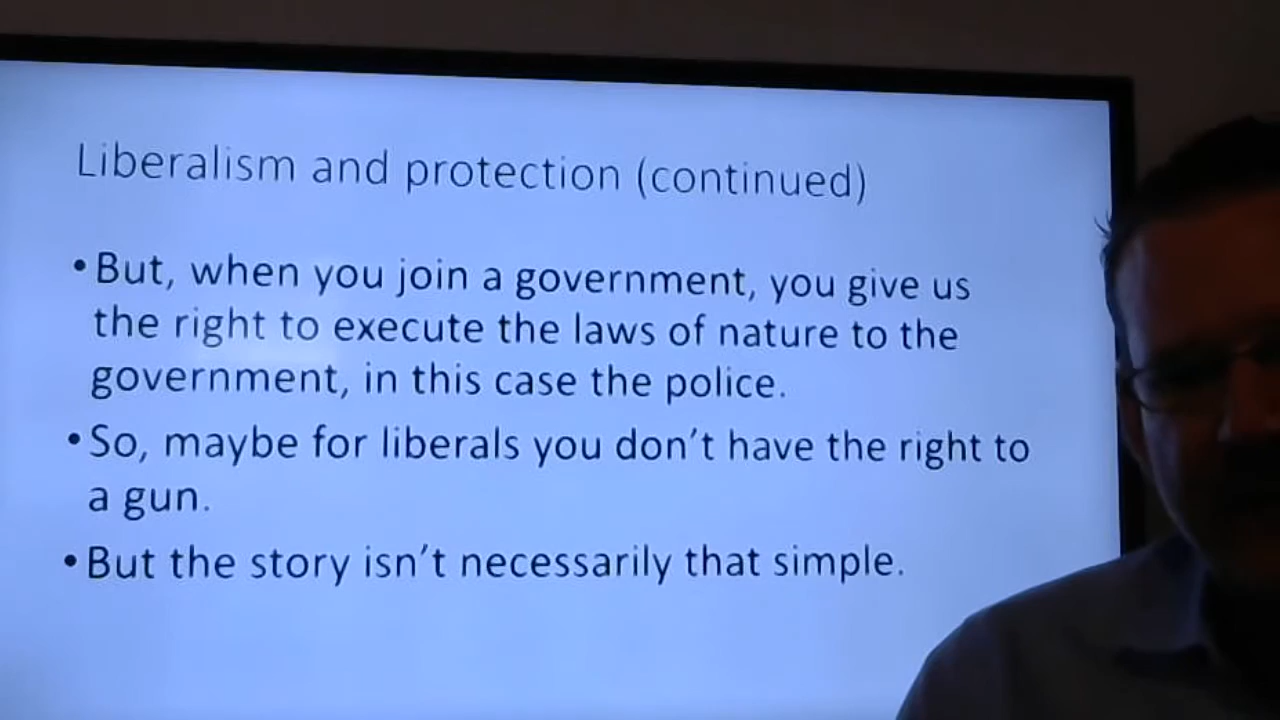 Liberalism and protection (continued)
•But, when you join a government, you give us
the right to execute the laws of nature to the
government, in this case the police.
•So, maybe for liberals you don't have the right to
a gun.
•But the story isn't necessarily that simple.